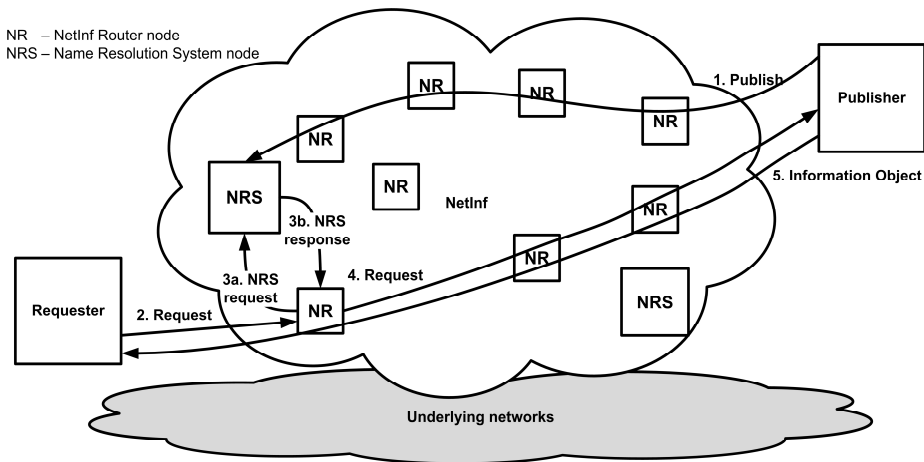 NR – NetInf Router node
NRS – Name Resolution System node
NR
NR
1. Publish
Publisher
NR
NR
NR
5. Information Object
NRS
NetInf
NR
3b. NRS
response
NR
3a. NRS
request
4. Request
NRS
Requester
2. Request
NR
Underlying networks